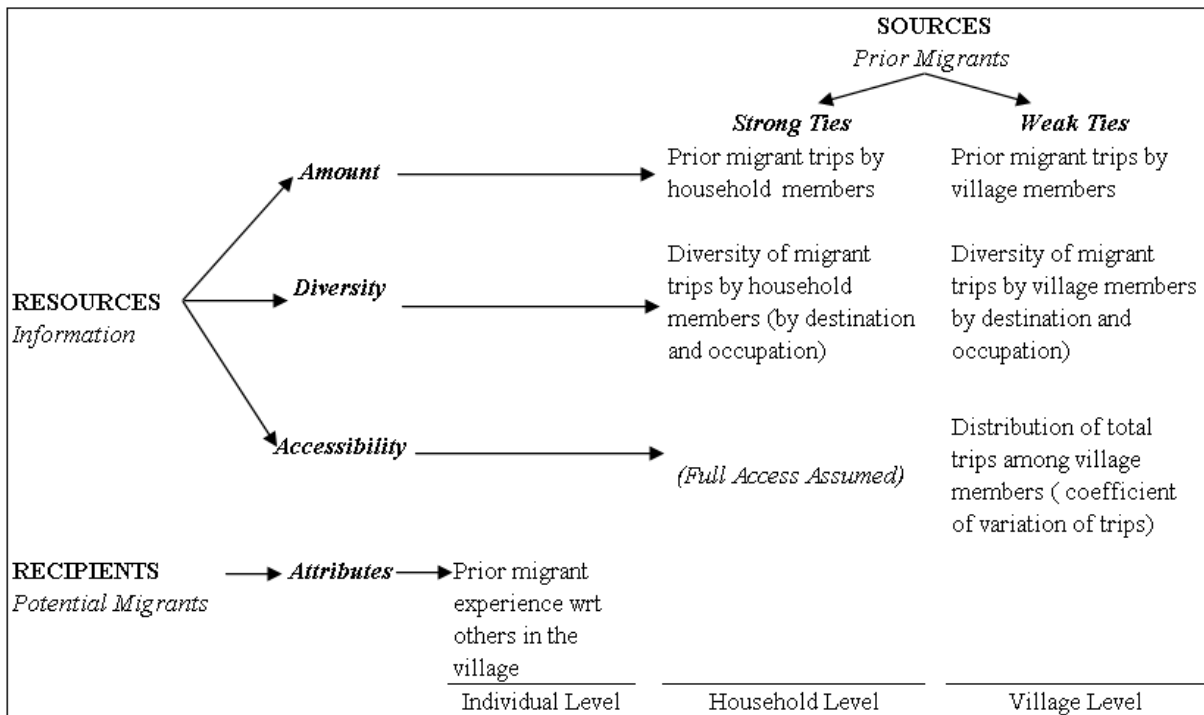 SOURCES
Prior Migrants
Strong Ties
Weak Ties
Amount
Prior migrant trips by
household members
Prior migrant trips by
village members
Diversity
Diversity of migrant
trips by household
members (by destination
and occupation)
Diversity of migrant
trips by village members
by destination and
occupation)
RESOURCES
Information
Accessibility
(Full Access Assumed)
Distribution of total
trips among village
members ( coefficient
of variation of trips)
RECIPIENTS
Potential Migrants
Attributes
Prior migrant
experience wrt
others in the
village
Individual Level
Household Level
Village Level